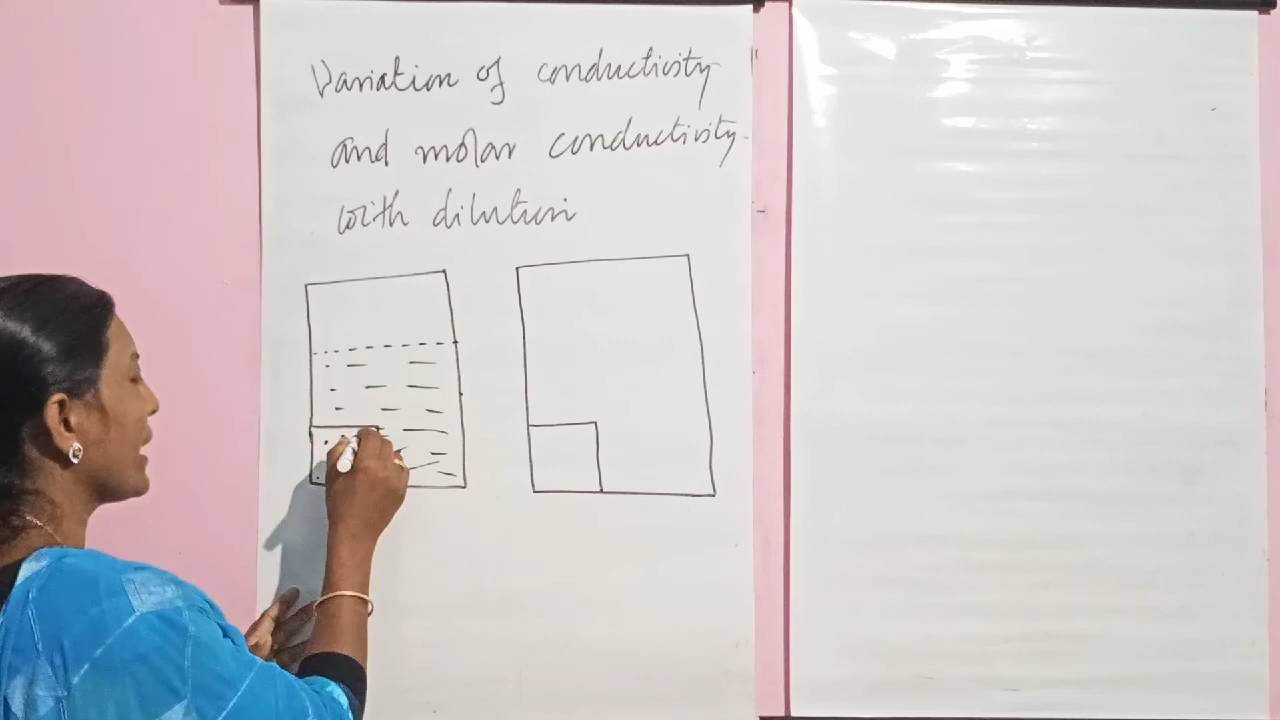 Variation of conductivity
and molar conductivity
with dilution